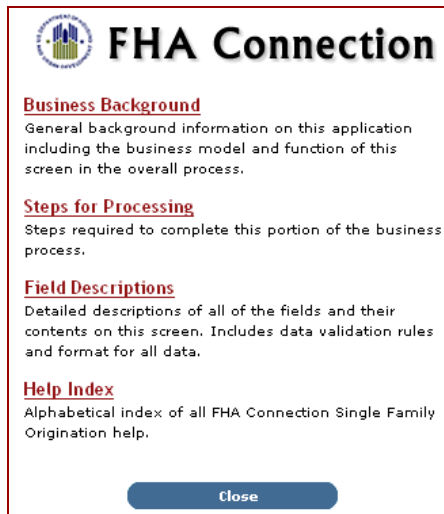 FHA Connection
Business Background
General background information on this application
including the business model and function of this
screen in the overall process.
Steps for Processing
Steps required to complete this portion of the business
process.
Field Descriptions
Detailed descriptions of all of the fields and their
contents on this screen. Includes data validation rules
and format for all data.
Help Index
Alphabetical index of all FHA Connection Single Family
Origination help.
Close